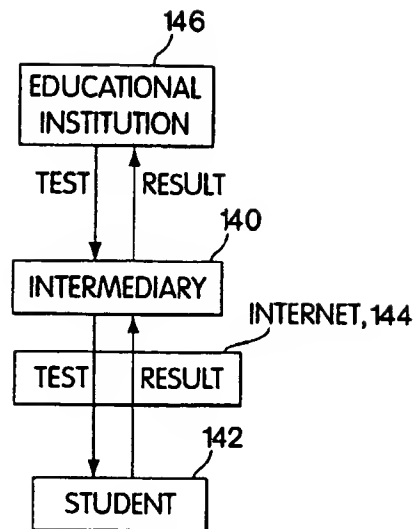 146
EDUCATIONAL
INSTITUTION
TEST RESULT
140
INTERMEDIARY
INTERNET, 144
TEST RESULT
142
STUDENT